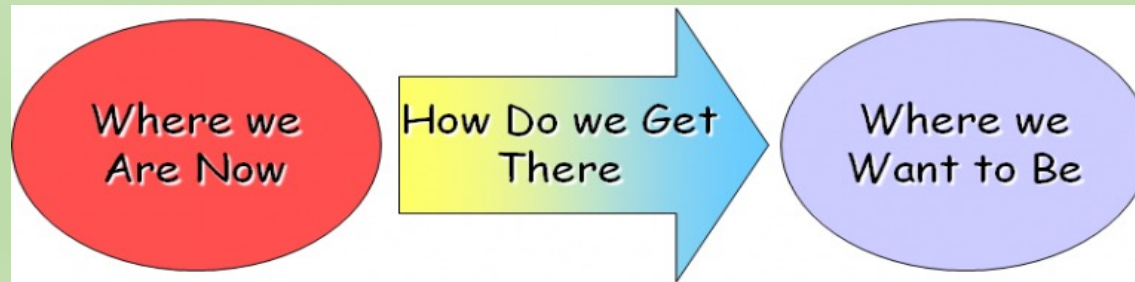 Where we
Are Now
How Do we Get
There
Where we
Want to Be